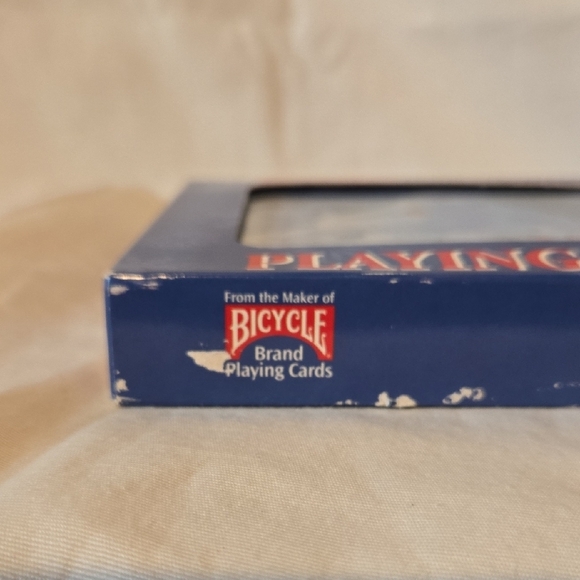 PLAYING
From the Maker of
BICYCLE
Brand
Playing Cards